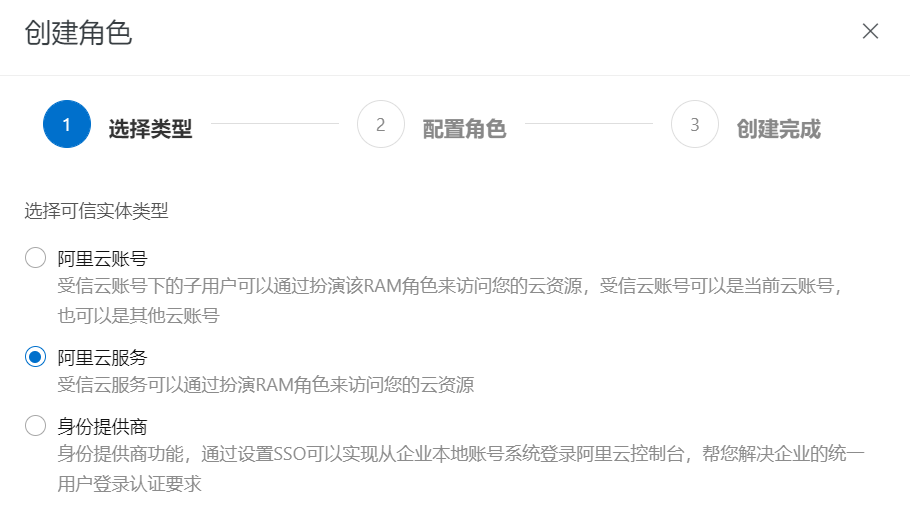 创建角色
1 选择类型 2 配置角色 3 创建完成
选择可信实体类型
阿里云账号
受信云账号下的子用户可以通过扮演该RAM角色来访问您的云资源，受信云账号可以是当前云账号，
也可以是其他云账号
阿里云服务
受信云服务可以通过扮演RAM角色来访问您的云资源
身份提供商
身份提供商功能，通过设置SSO可以实现从企业本地账号系统登录阿里云控制台，帮您解决企业的统一
用户登录认证要求